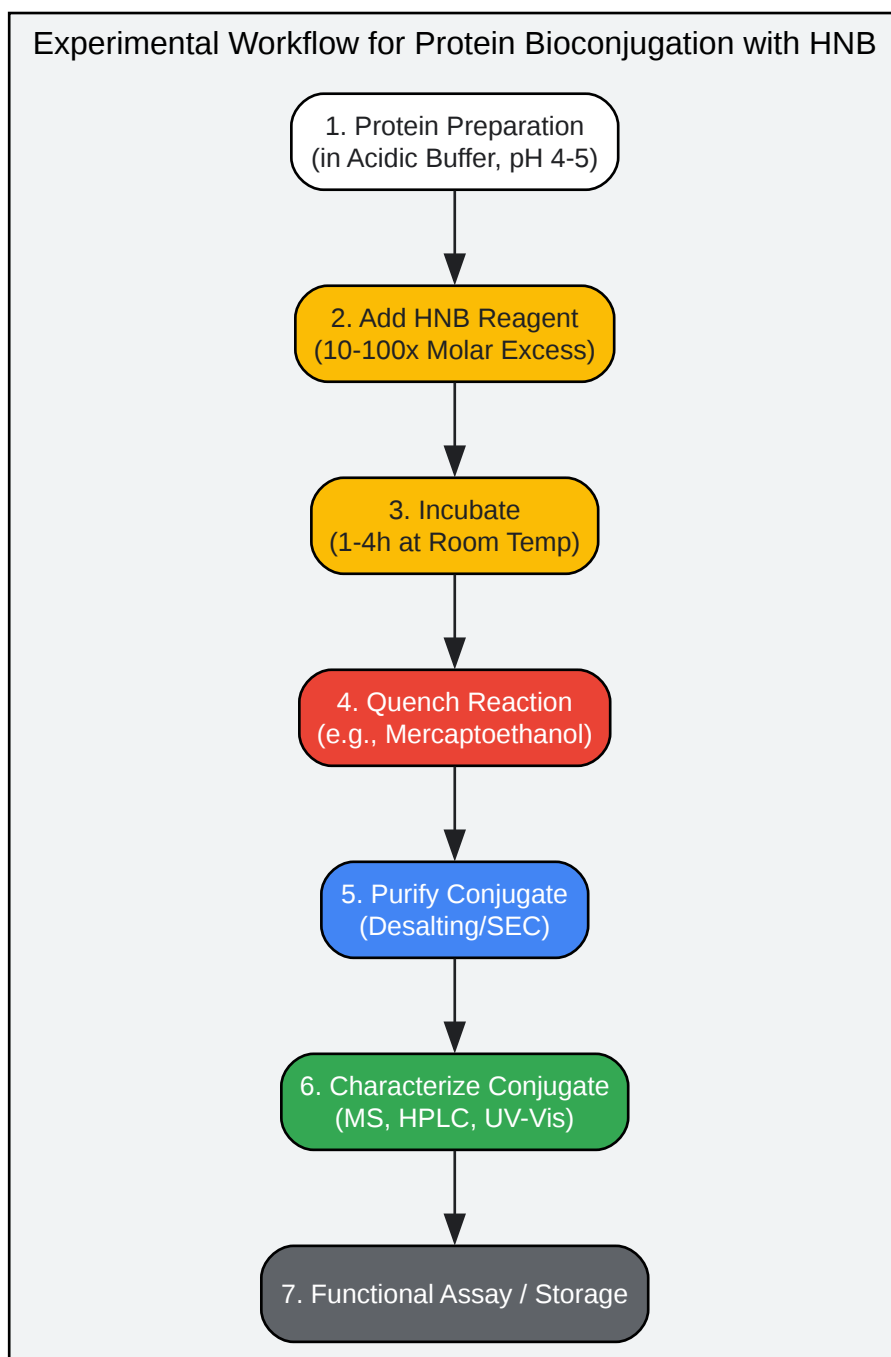 Experimental Workflow for Protein Bioconjugation with HNB
1. Protein Preparation
(in Acidic Buffer, pH 4-5)
2. Add HNB Reagent
(10-100x Molar Excess)
3. Incubate
(1-4h at Room Temp)
4. Quench Reaction
(e.g., Mercaptoethanol)
5. Purify Conjugate
(Desalting/SEC)
6. Characterize Conjugate
(MS, HPLC, UV-Vis)
7. Functional Assay / Storage